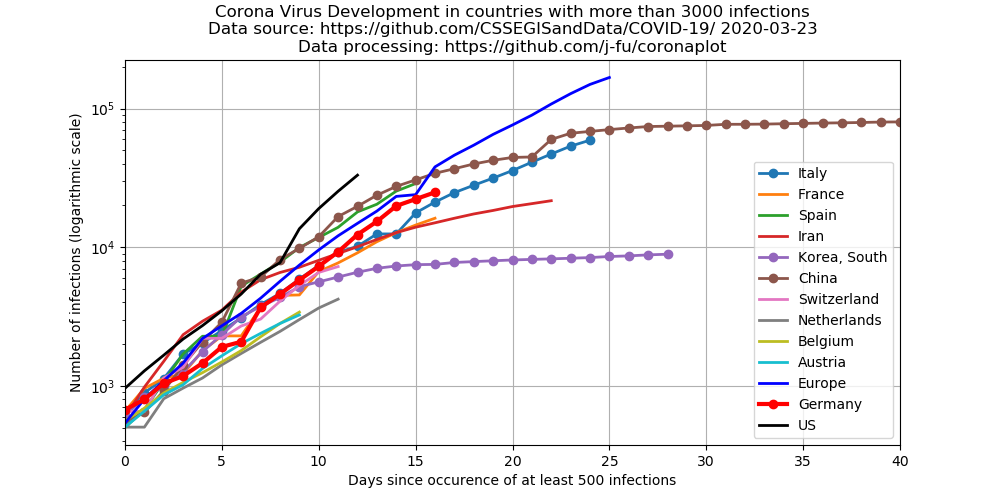 Corona Virus Development in countries with more than 3000 infections
Data source: https://github.com/CSSEGISandData/COVID-19/ 2020-03-23
Data processing: https://github.com/j-fu/coronaplot
Number of infections (logarithmic scale)
10⁵
10⁴
10³
Italy
France
Spain
Iran
Korea, South
China
Switzerland
Netherlands
Belgium
Austria
Europe
Germany
US
0 5 10 15 20 25 30 35 40
Days since occurence of at least 500 infections